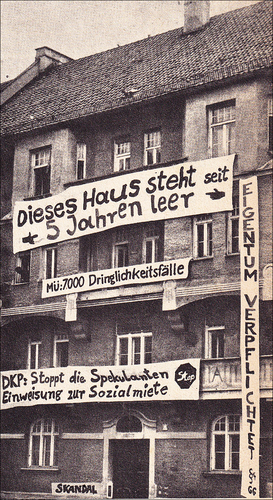 Dieses Haus steht seit
5 Jahren leer
MÜ: 7000 Dringlichkeitsfälle
DKP: Stoppt die Spekulanten
Einweisung zur Sozialmiete
Stop
EIGENTUM VERPFLICHTET
SKANDAL